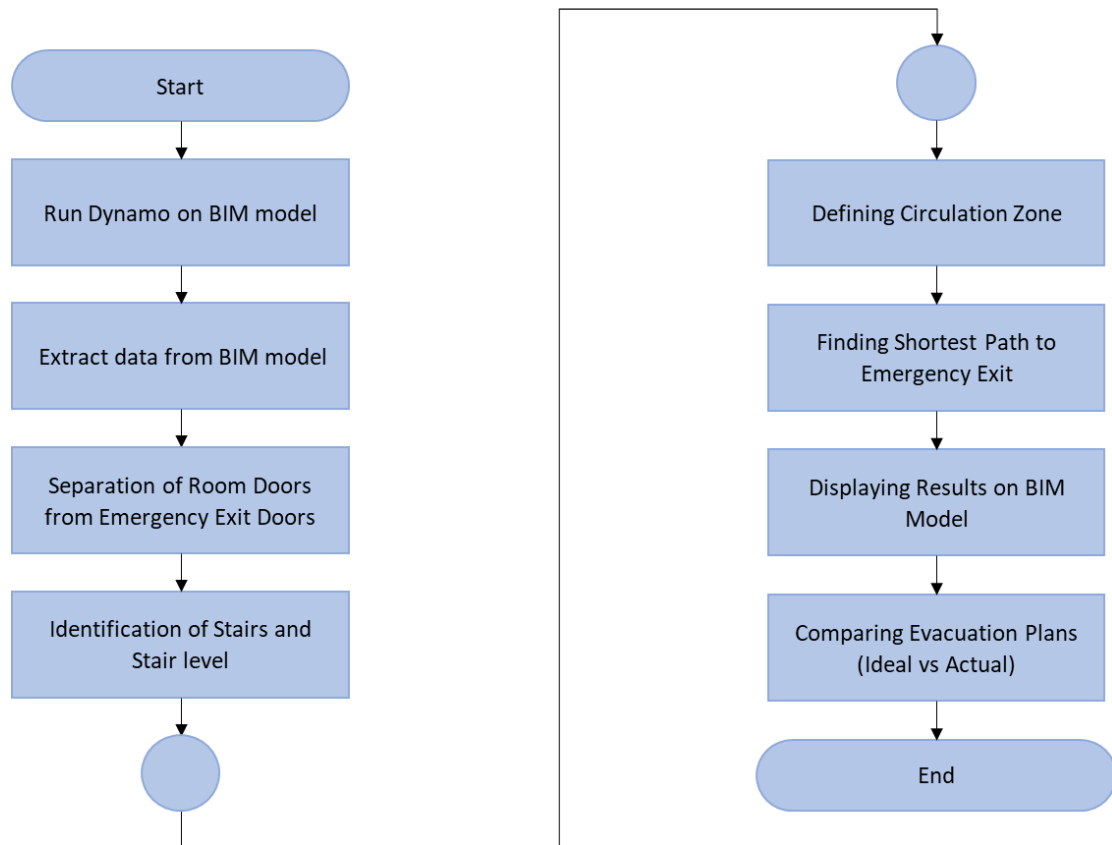 Start
Run Dynamo on BIM model
Extract data from BIM model
Separation of Room Doors
from Emergency Exit Doors
Identification of Stairs and
Stair level
Defining Circulation Zone
Finding Shortest Path to
Emergency Exit
Displaying Results on BIM
Model
Comparing Evacuation Plans
(Ideal vs Actual)
End